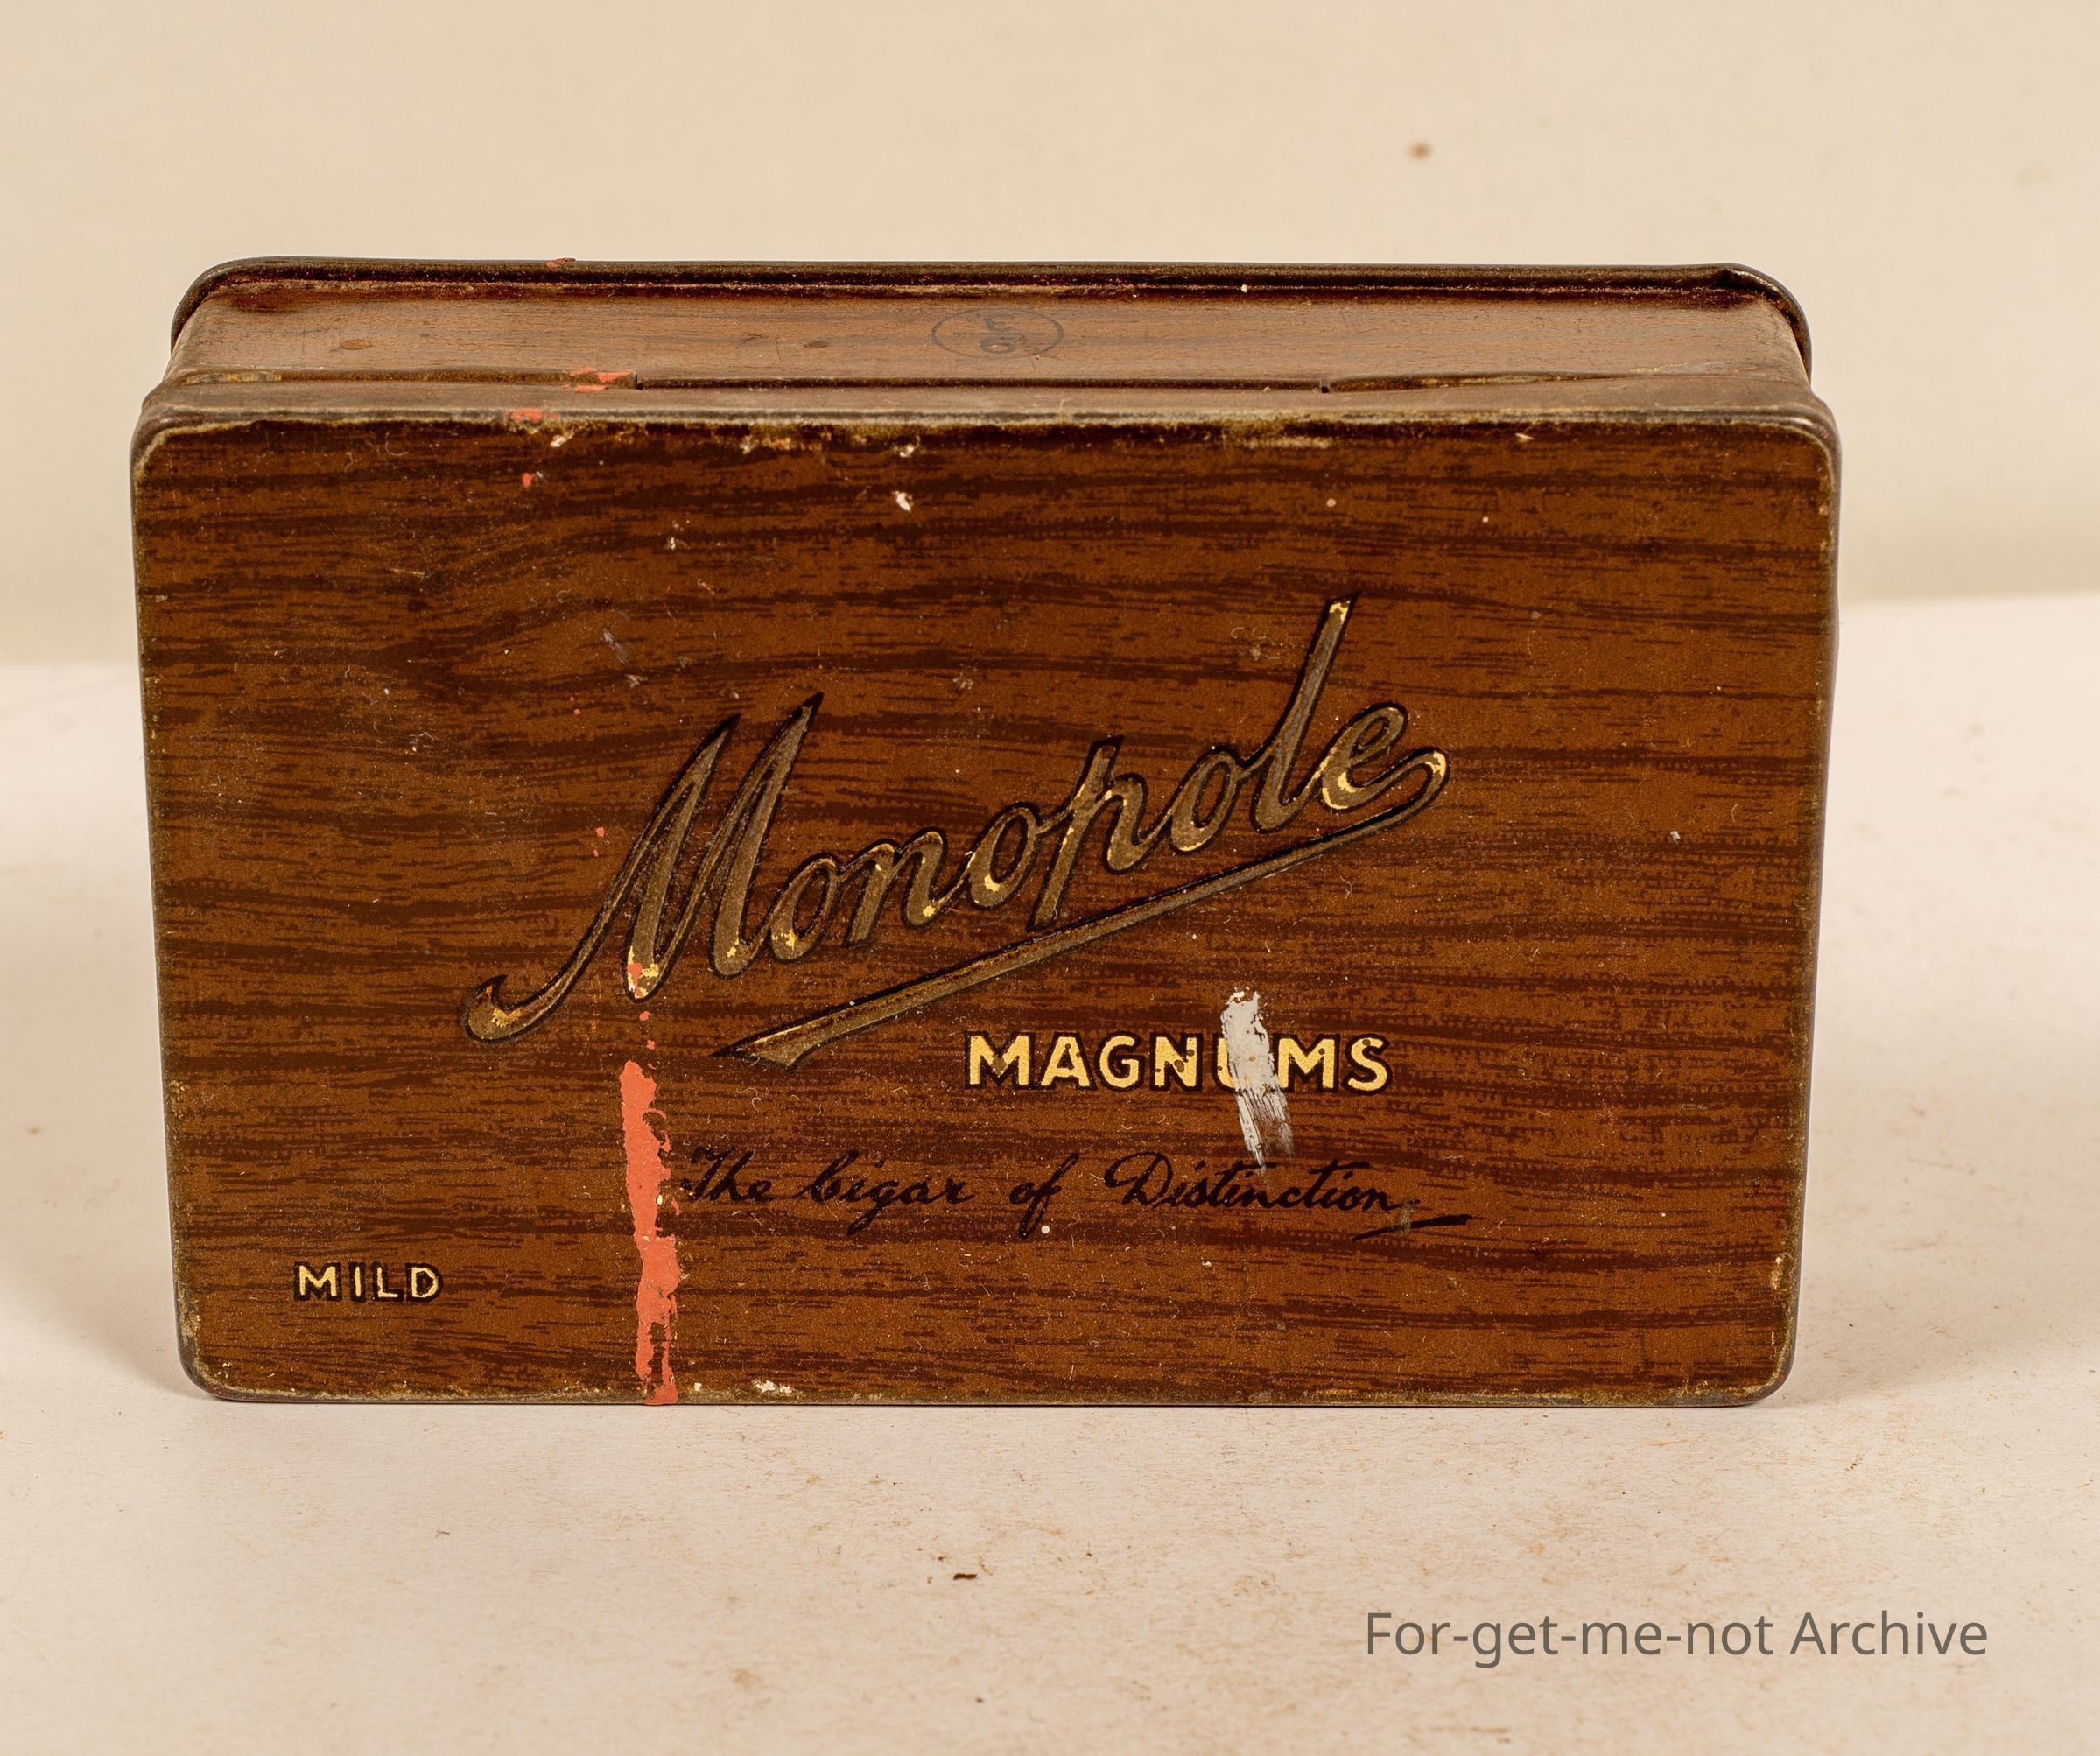 Monopole
MAGNUMS
The Cigar of Distinction
MILD
For-get-me-not Archive